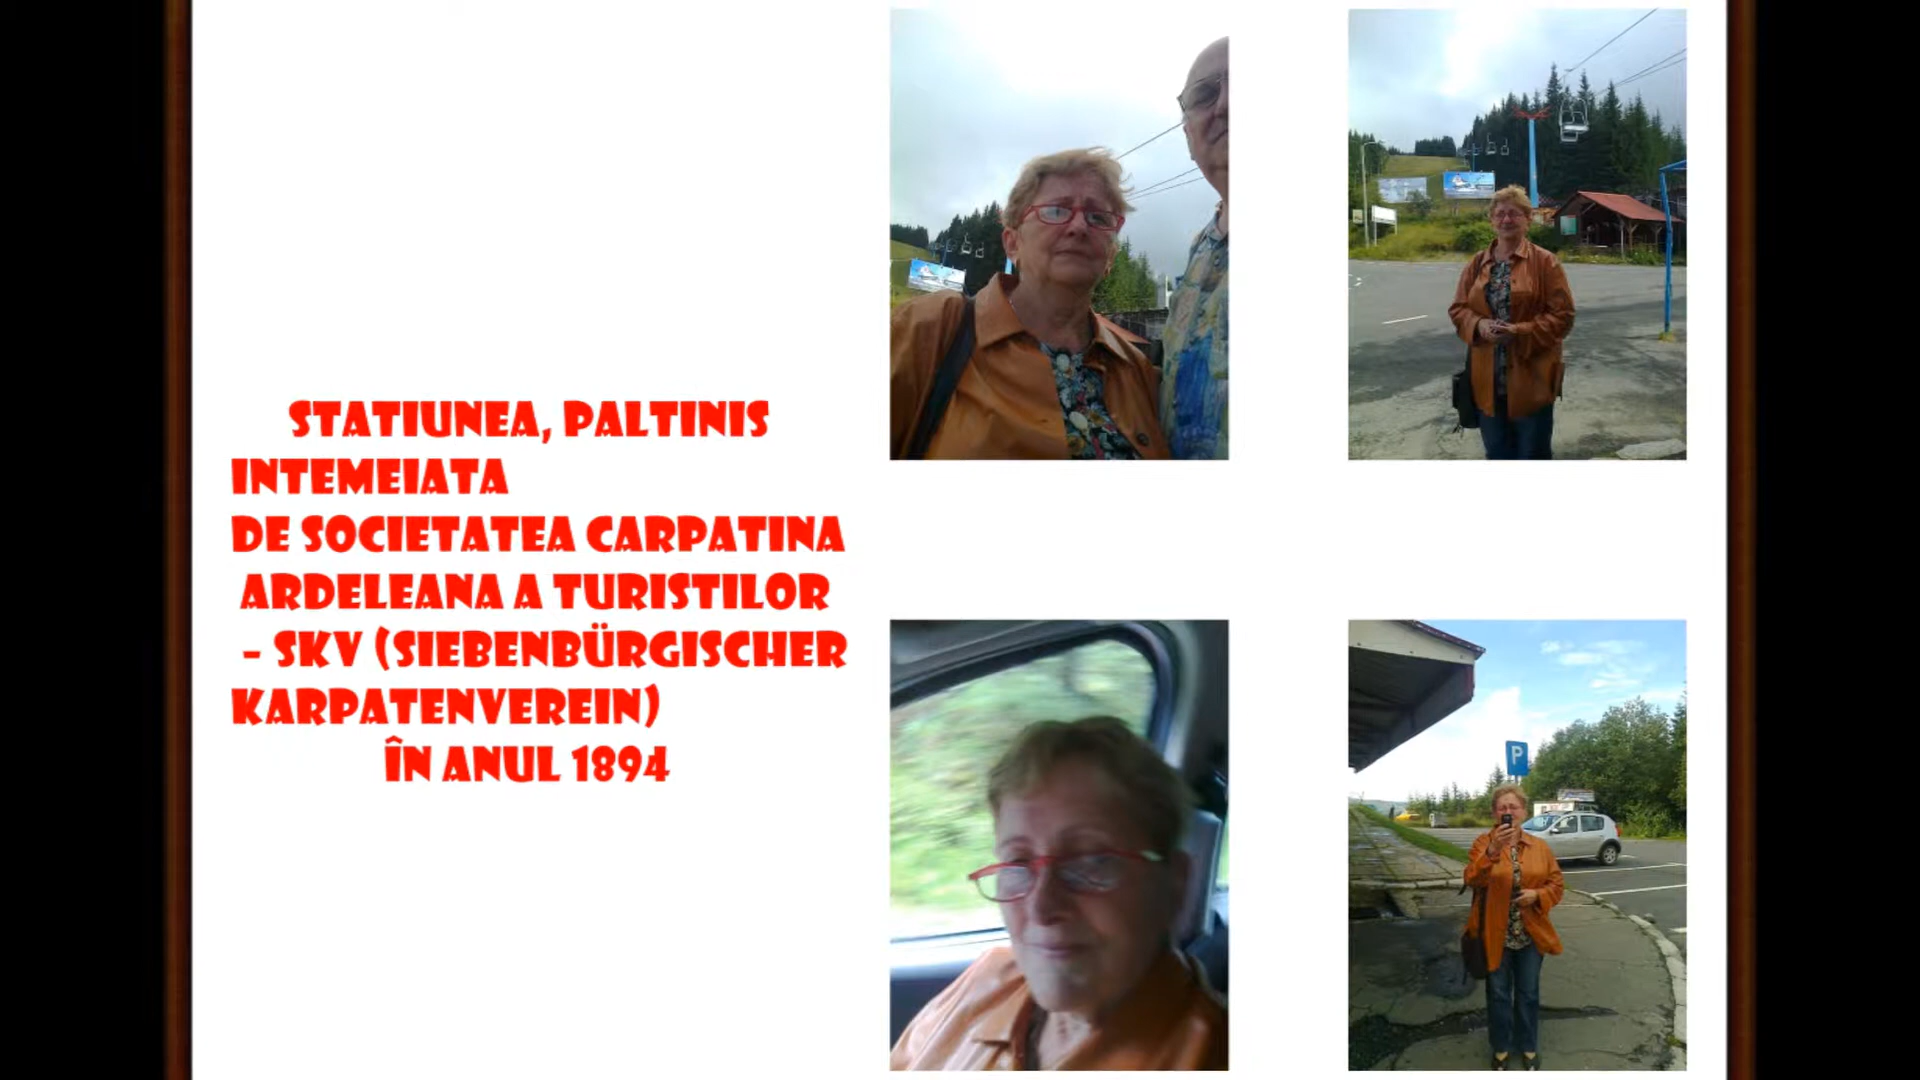 STATIUNEA, PALTINIS
INTEMEIATA
DE SOCIETATEA CARPATINA
ARDELEANA A TURISTILOR
– SKV (SIEBENBÜRGISCHER
KARPATENVEREIN)
ÎN ANUL 1894
P